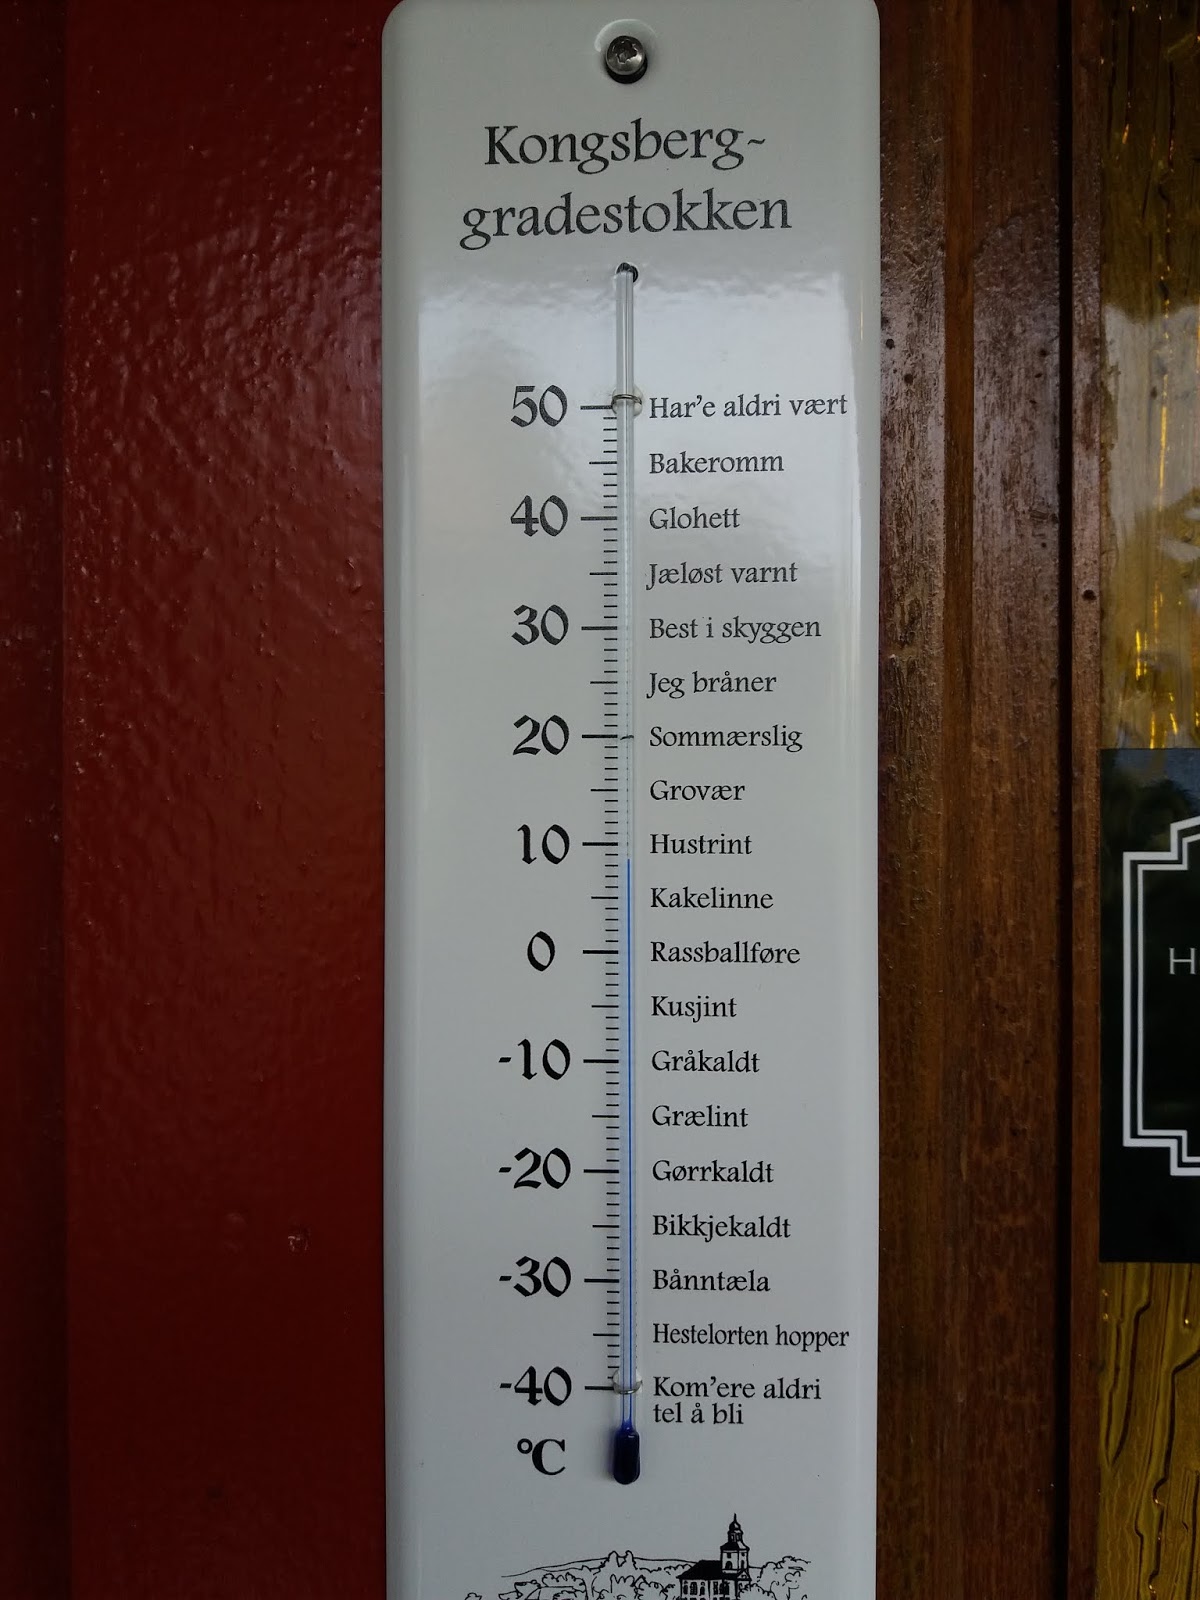 Kongsberg~
gradestokken
50 Har'e aldri vært
Bakeromm
40 Glohett
Jæløst varnt
30 Best i skyggen
Jeg bråner
20 Sommærslig
Grovær
10 Hustrint
Kakelinne
0 Rassballføre
Kusjint
-10 Gråkaldt
Grælint
-20 Gørrkaldt
Bikkjekaldt
-30 Bånntæla
Hestelorten hopper
-40 Kom'ere aldri
tel å bli
°C
H